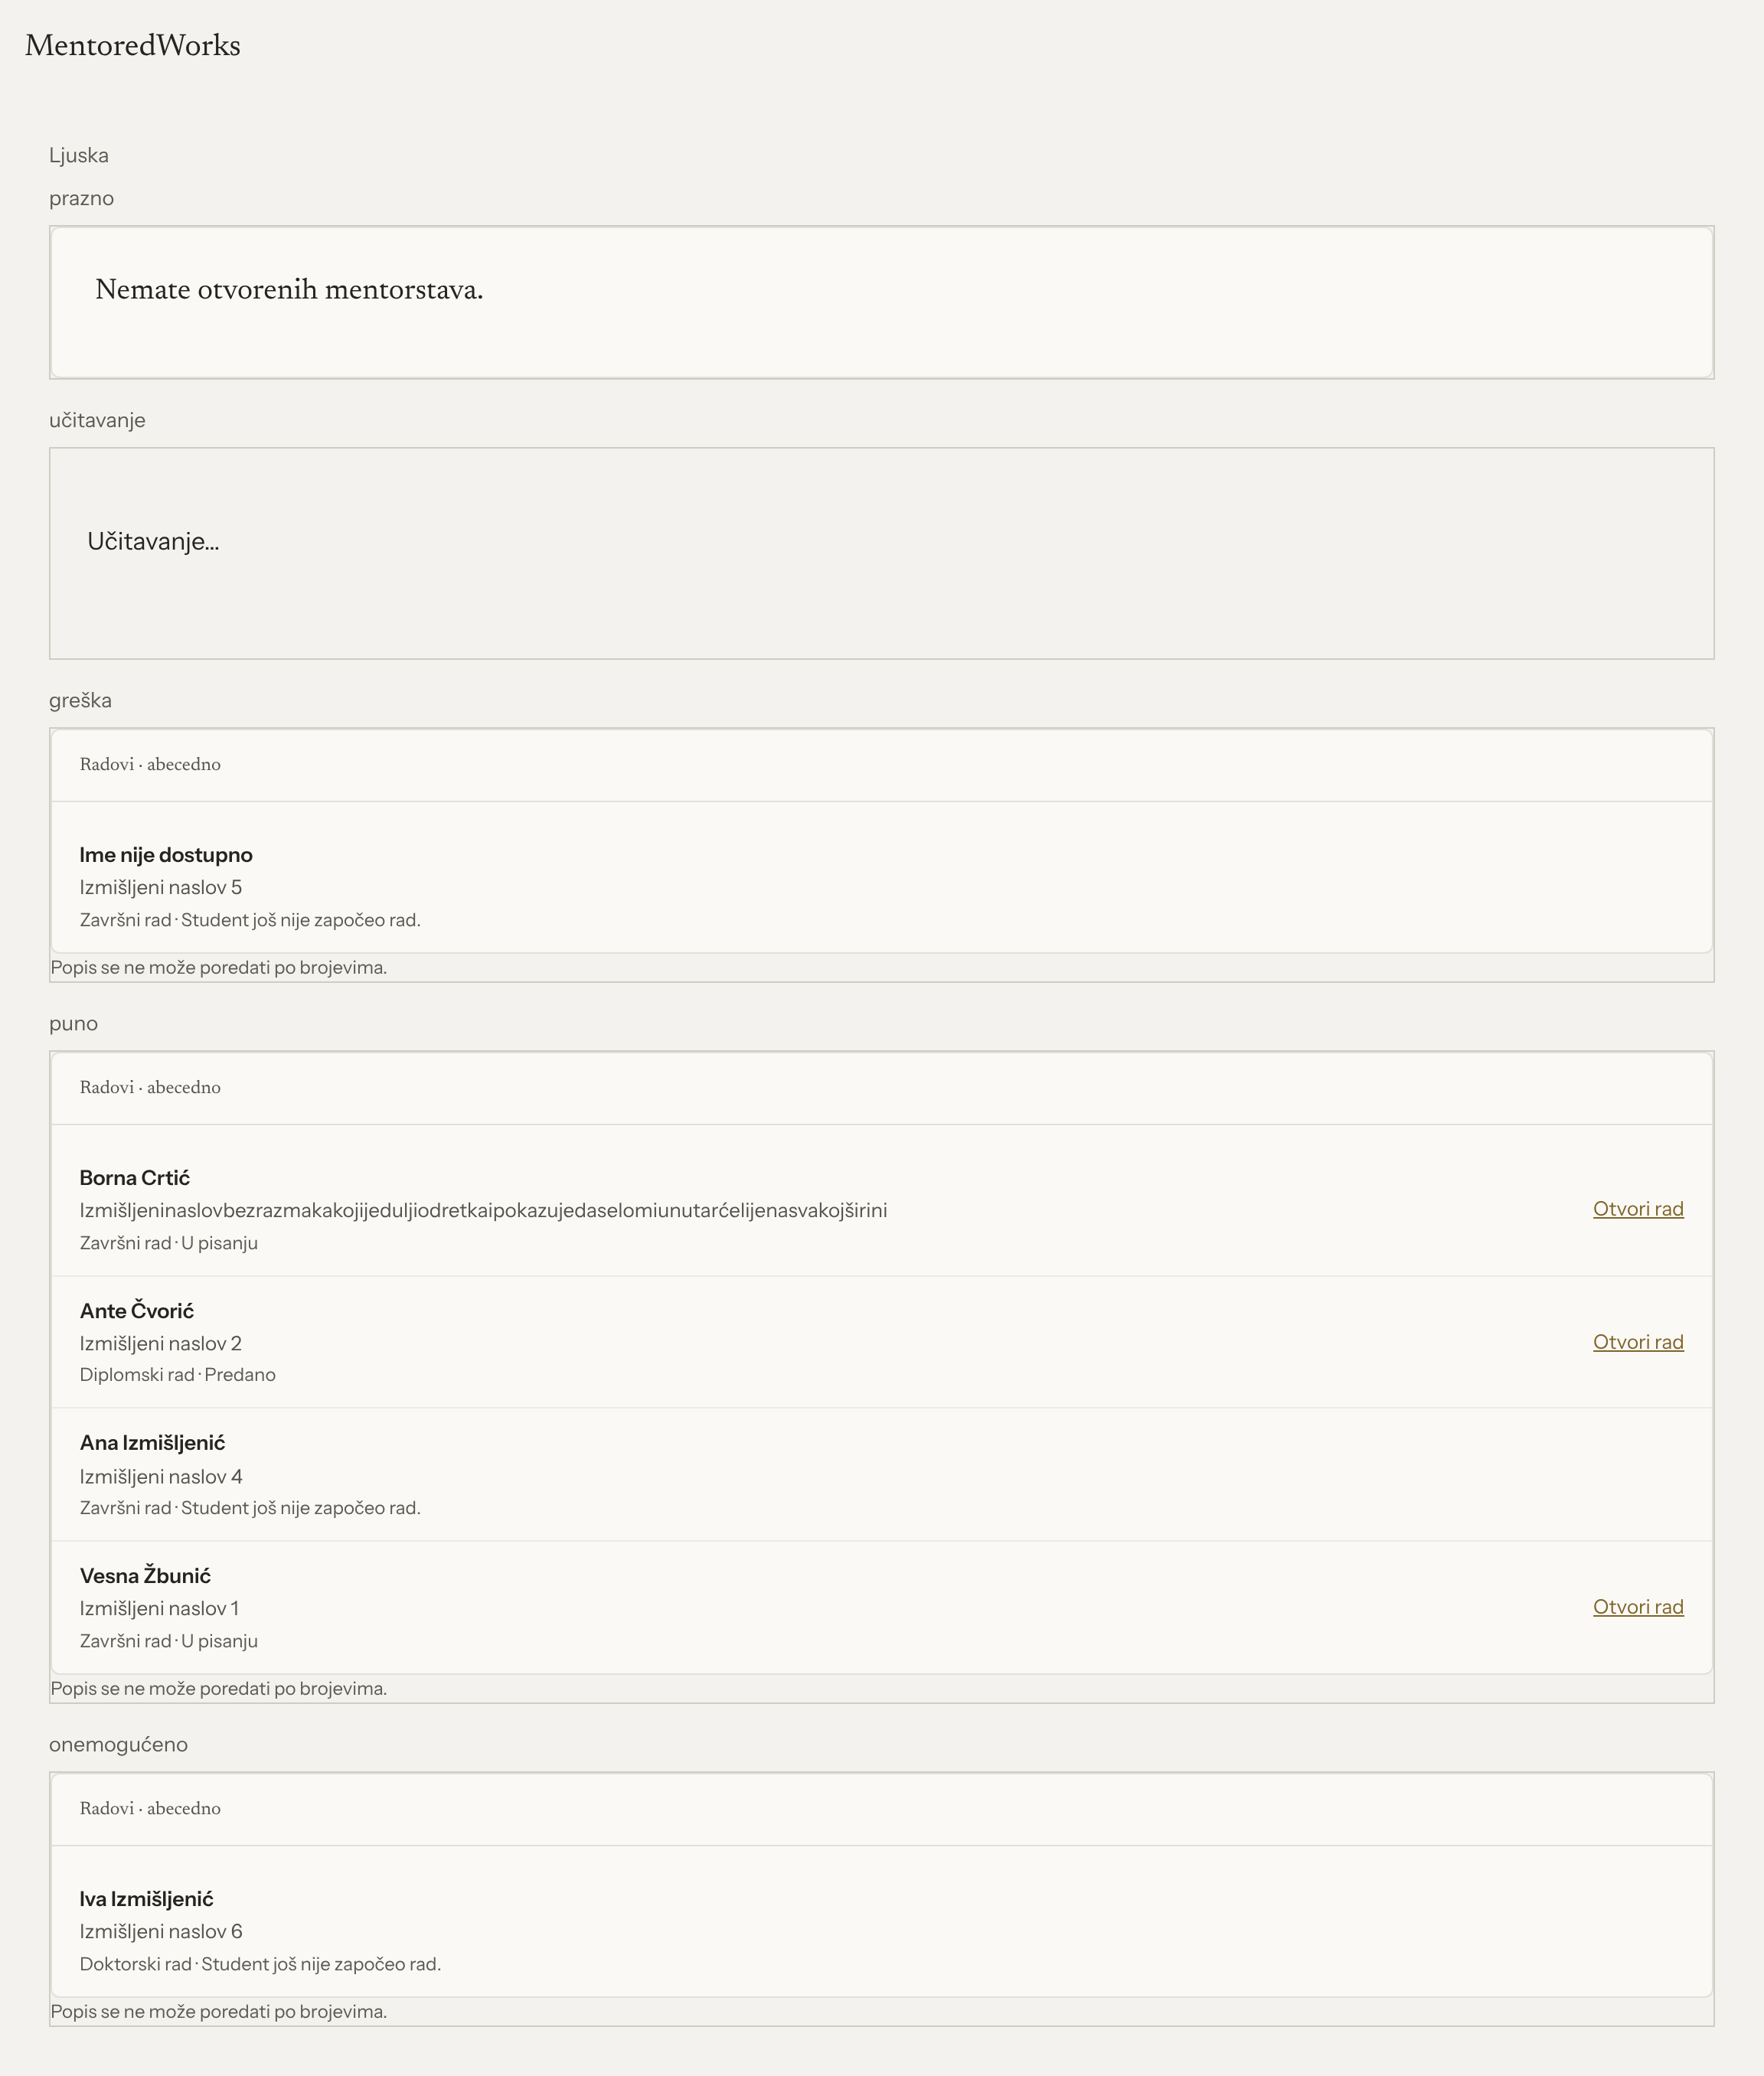 MentoredWorks
Ljuska
prazno
Nemate otvorenih mentorstava.
učitavanje
Učitavanje...
greška
Radovi · abecedno
Ime nije dostupno
Izmišljeni naslov 5
Završni rad · Student još nije započeo rad.
Popis se ne može poredati po brojevima.
puno
Radovi · abecedno
Borna Crtić
Izmišljeninaslovbezrazmakakojijeduljiodretkaipokazujedaselomiunutarćelijenasvakojširini
Otvori rad
Završni rad · U pisanju
Ante Čvorić
Izmišljeni naslov 2
Otvori rad
Diplomski rad · Predano
Ana Izmišljenić
Izmišljeni naslov 4
Završni rad · Student još nije započeo rad.
Vesna Žbunić
Izmišljeni naslov 1
Otvori rad
Završni rad · U pisanju
Popis se ne može poredati po brojevima.
onemogućeno
Radovi · abecedno
Iva Izmišljenić
Izmišljeni naslov 6
Doktorski rad · Student još nije započeo rad.
Popis se ne može poredati po brojevima.